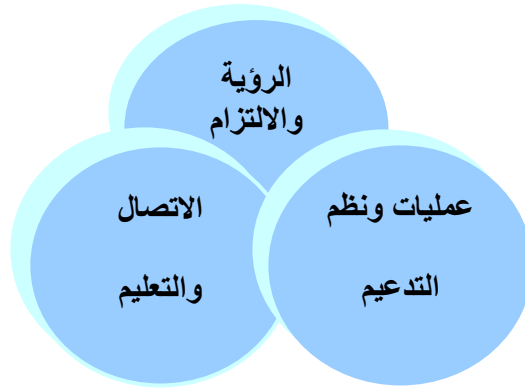 الرؤية
والالتزام
عمليات ونظم
التدعيم
الاتصال
والتعليم